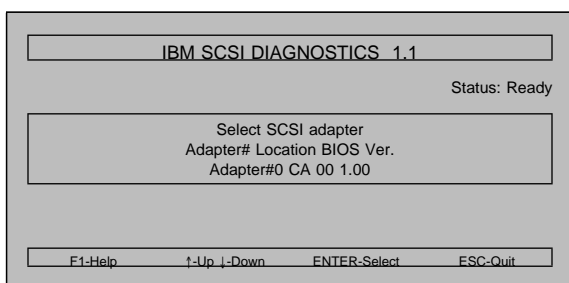 IBM SCSI DIAGNOSTICS 1.1
Status: Ready
Select SCSI adapter
Adapter# Location BIOS Ver.
Adapter#0 CA 00 1.00
F1-Help ↑-Up ↓-Down ENTER-Select ESC-Quit